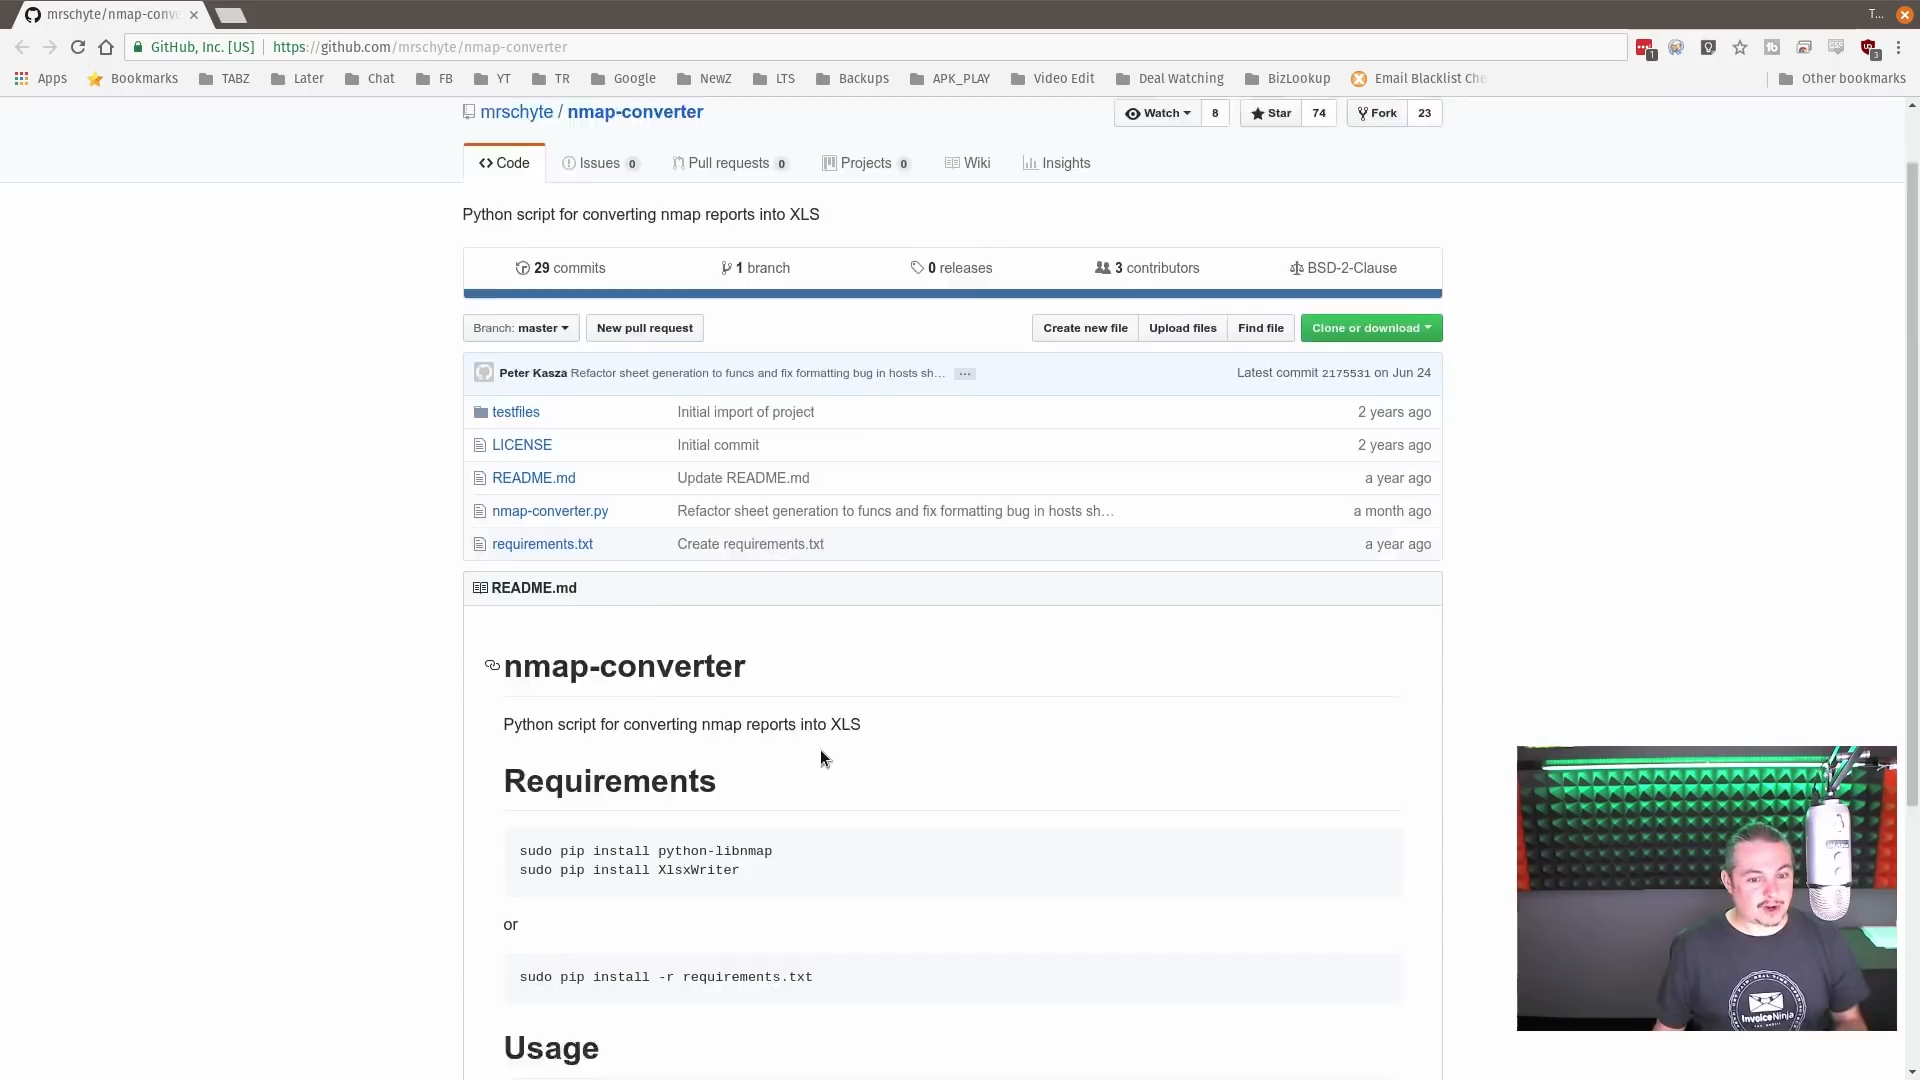 mrschyte/nmap-conve
T...
GitHub, Inc. [US]
https://github.com/mrschyte/nmap-converter
1
3
Apps
Bookmarks
TABZ
Later
Chat
FB
YT
TR
Google
NewZ
LTS
Backups
APK_PLAY
Video Edit
Deal Watching
BizLookup
Email Blacklist Che
Other bookmarks
mrschyte / nmap-converter
Watch 8
Star 74
Fork 23
Code
Issues 0
Pull requests 0
Projects 0
Wiki
Insights
Python script for converting nmap reports into XLS
29 commits
1 branch
0 releases
3 contributors
BSD-2-Clause
Branch: master
New pull request
Create new file
Upload files
Find file
Clone or download
Peter Kasza Refactor sheet generation to funcs and fix formatting bug in hosts sh… …
Latest commit 2175531 on Jun 24
testfiles Initial import of project 2 years ago
LICENSE Initial commit 2 years ago
README.md Update README.md a year ago
nmap-converter.py Refactor sheet generation to funcs and fix formatting bug in hosts sh… a month ago
requirements.txt Create requirements.txt a year ago
README.md
nmap-converter
Python script for converting nmap reports into XLS
Requirements
sudo pip install python-libnmap
sudo pip install XlsxWriter
or
sudo pip install -r requirements.txt
Usage
InvoiceNinja